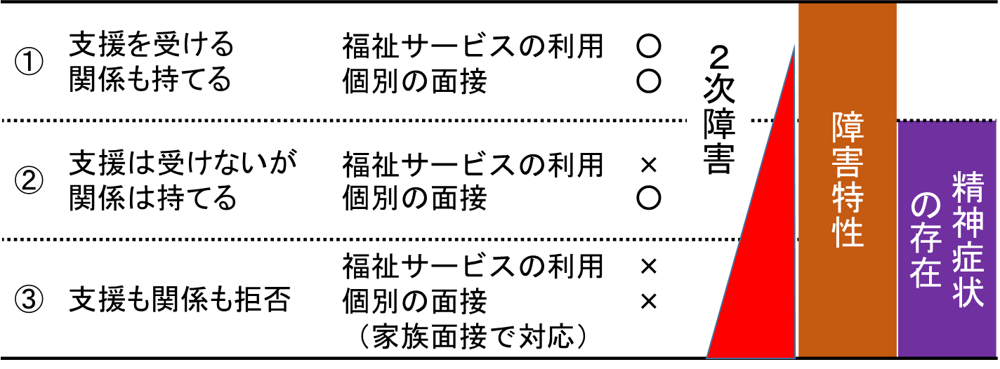 ① 支援を受ける 福祉サービスの利用 〇
関係も持てる 個別の面接 〇
② 支援は受けないが 福祉サービスの利用 ×
関係は持てる 個別の面接 〇
③ 支援も関係も拒否 福祉サービスの利用 ×
個別の面接 ×
（家族面接で対応）
２次障害
障害特性
精神症状
の存在